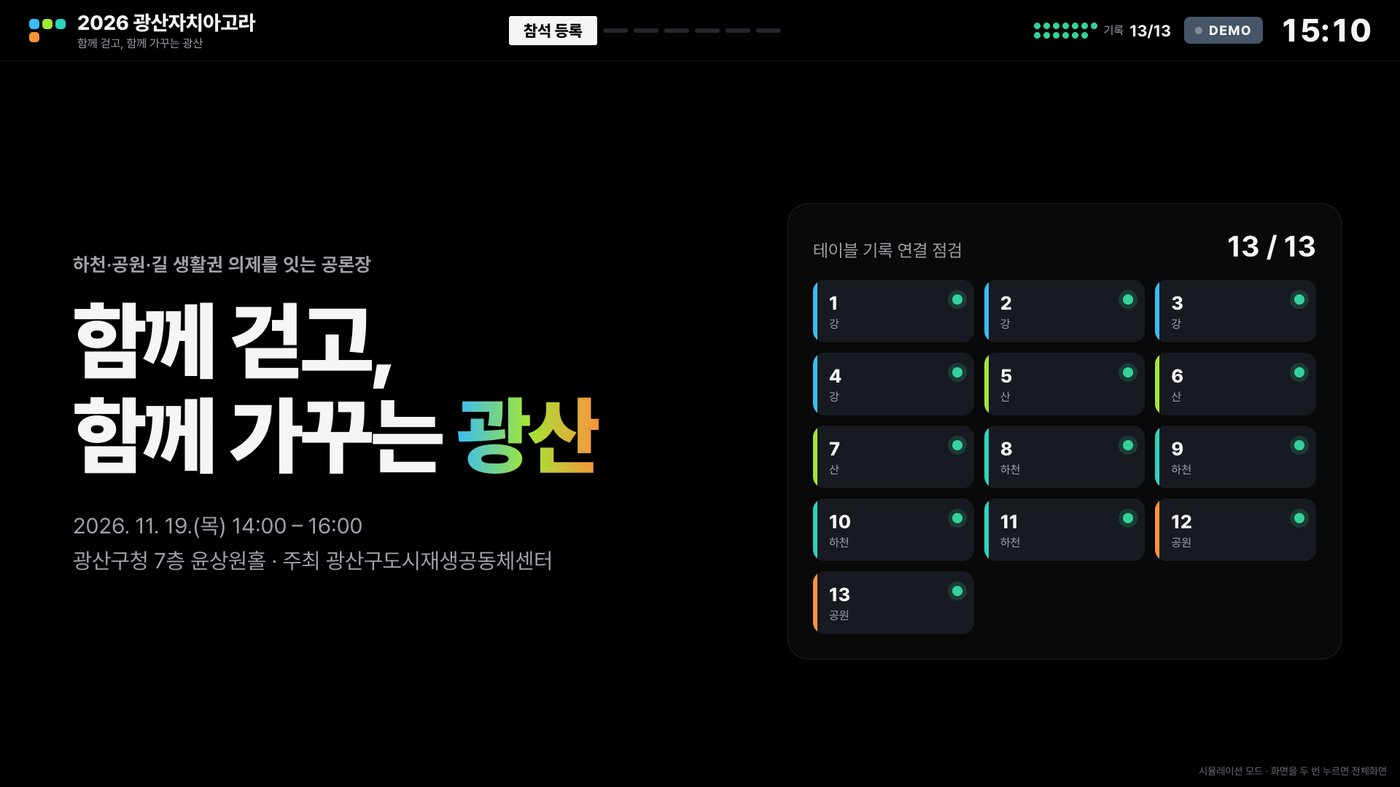 2026 광산자치아고라
함께 걷고, 함께 가꾸는 광산
참석 등록
기록 13/13
DEMO
15:10
하천·공원·길 생활권 의제를 잇는 공론장
함께 걷고,
함께 가꾸는 광산
2026. 11. 19.(목) 14:00 – 16:00
광산구청 7층 윤상원홀 · 주최 광산구도시재생공동체센터
테이블 기록 연결 점검
13 / 13
1
강
2
강
3
강
4
강
5
산
6
산
7
산
8
하천
9
하천
10
하천
11
하천
12
공원
13
공원
시뮬레이션 모드 · 화면을 두 번 누르면 전체화면